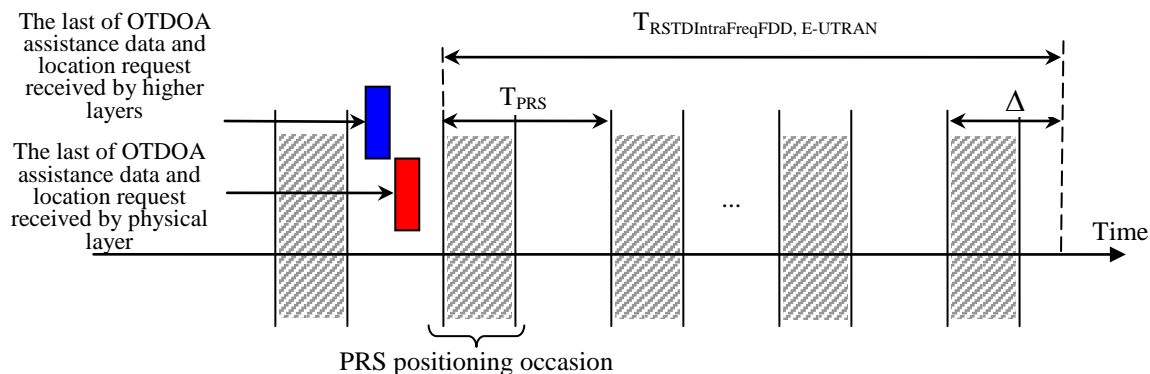 The last of OTDOA
assistance data and
location request
received by higher
layers
The last of OTDOA
assistance data and
location request
received by physical
layer
T_RSTDIntraFreqFDD, E-UTRAN
T_PRS
Δ
...
Time
PRS positioning occasion